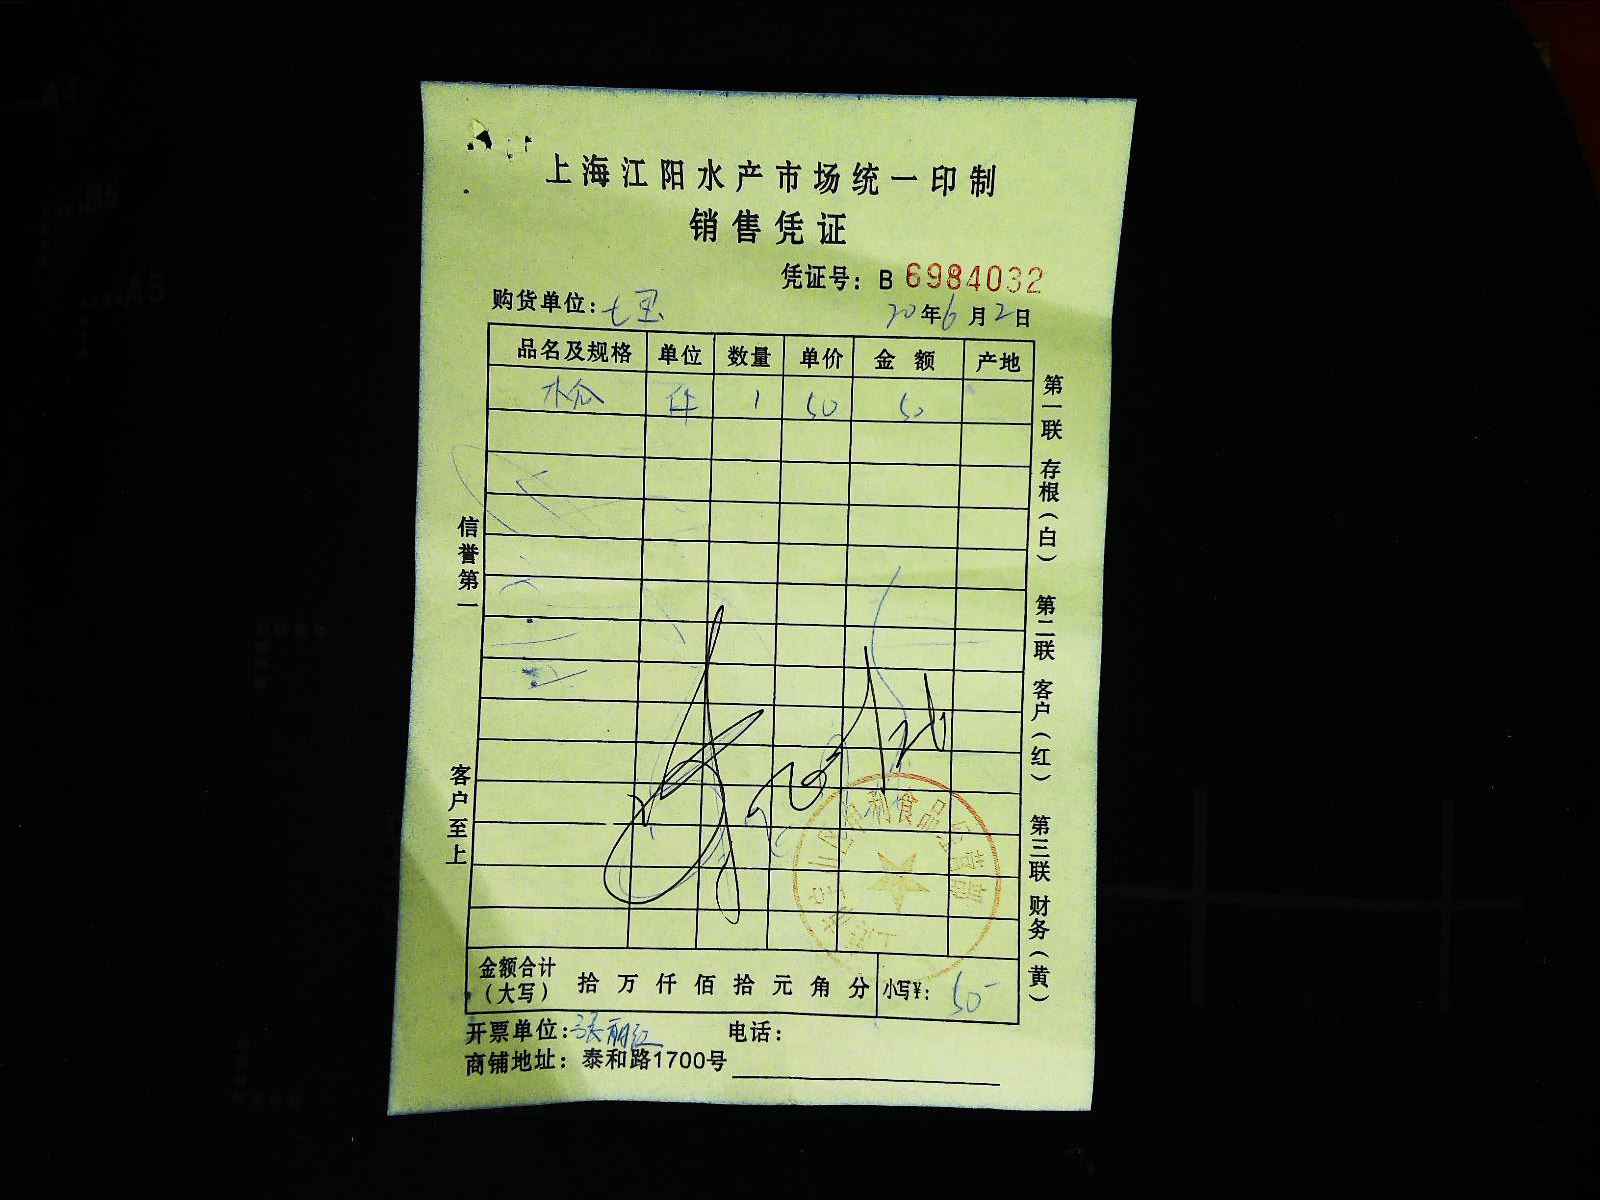 上海江阳水产市场统一印制
销售凭证
凭证号：B 6984032
购货单位：七宝
20年6月2日
品名及规格 单位 数量 单价 金额 产地
件 1 50 50
信誉第一
客户至上
第一联 存根（白） 第二联 客户（红） 第三联 财务（黄）
金额合计（大写） 拾 万 仟 佰 拾 元 角 分 小写¥: 50-
开票单位：张丽红 电话：
商铺地址：泰和路1700号